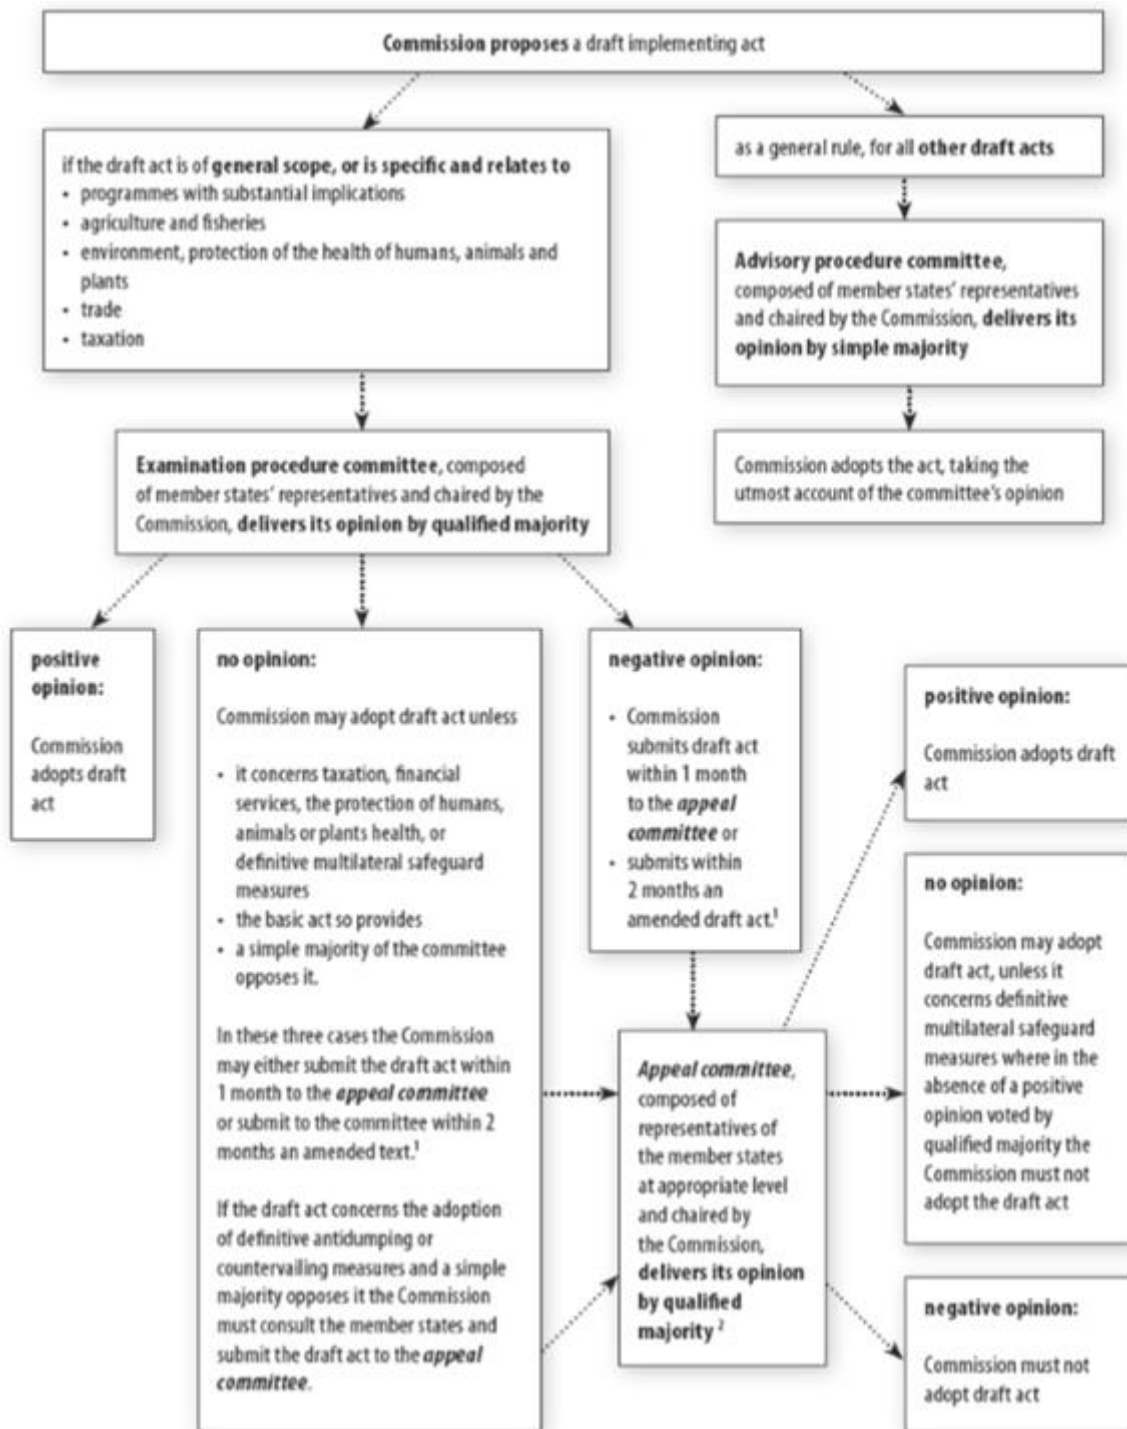 Commission proposes a draft implementing act
if the draft act is of general scope, or is specific and relates to
• programmes with substantial implications
• agriculture and fisheries
• environment, protection of the health of humans, animals and
plants
• trade
• taxation
as a general rule, for all other draft acts
Advisory procedure committee,
composed of member states' representatives
and chaired by the Commission, delivers its
opinion by simple majority
Examination procedure committee, composed
of member states' representatives and chaired by the
Commission, delivers its opinion by qualified majority
Commission adopts the act, taking the
utmost account of the committee's opinion
positive
opinion:
Commission
adopts draft
act
no opinion:
Commission may adopt draft act unless
• it concerns taxation, financial
services, the protection of humans,
animals or plants health, or
definitive multilateral safeguard
measures
• the basic act so provides
• a simple majority of the committee
opposes it.
In these three cases the Commission
may either submit the draft act within
1 month to the appeal committee
or submit to the committee within 2
months an amended text.¹
If the draft act concerns the adoption
of definitive antidumping or
countervailing measures and a simple
majority opposes it the Commission
must consult the member states and
submit the draft act to the appeal
committee.
negative opinion:
• Commission
submits draft act
within 1 month
to the appeal
committee or
• submits within
2 months an
amended draft act.¹
Appeal committee,
composed of
representatives of
the member states
at appropriate level
and chaired by
the Commission,
delivers its opinion
by qualified
majority ²
positive opinion:
Commission adopts draft
act
no opinion:
Commission may adopt
draft act, unless it
concerns definitive
multilateral safeguard
measures where in the
absence of a positive
opinion voted by
qualified majority the
Commission must not
adopt the draft act
negative opinion:
Commission must not
adopt draft act